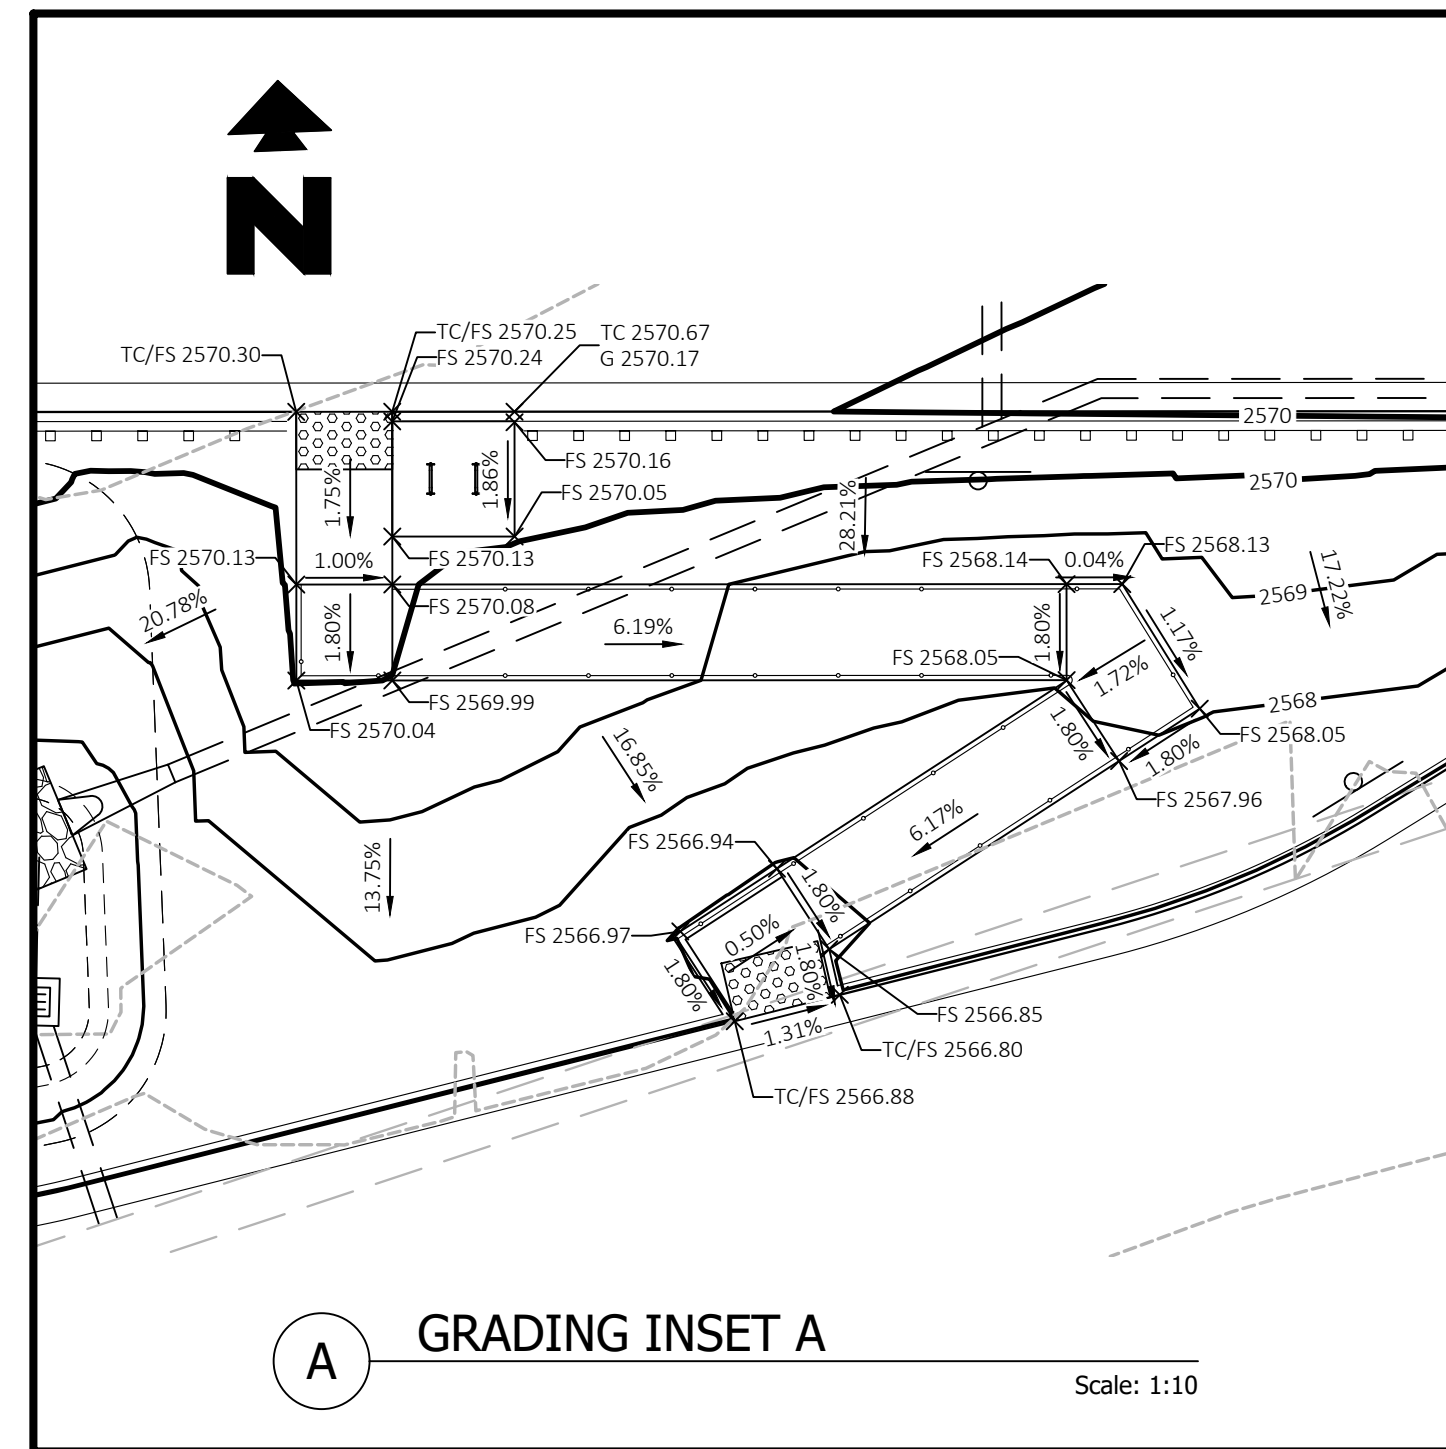 N
TC/FS 2570.25
TC 2570.67
TC/FS 2570.30
FS 2570.24
G 2570.17
2570
FS 2570.16
1.75%
1.86%
FS 2570.05
2570
28.21%
FS 2570.13
1.00%
FS 2570.13
FS 2568.14
0.04%
FS 2568.13
17.22%
2569
20.78%
FS 2570.08
1.80%
6.19%
1.80%
1.17%
FS 2568.05
1.72%
FS 2569.99
2568
FS 2570.04
1.80%
1.80%
FS 2568.05
16.85%
FS 2567.96
6.17%
FS 2566.94
13.75%
1.80%
FS 2566.97
0.50%
1.80%
1.80%
FS 2566.85
1.31%
TC/FS 2566.80
TC/FS 2566.88
A
GRADING INSET A
Scale: 1:10